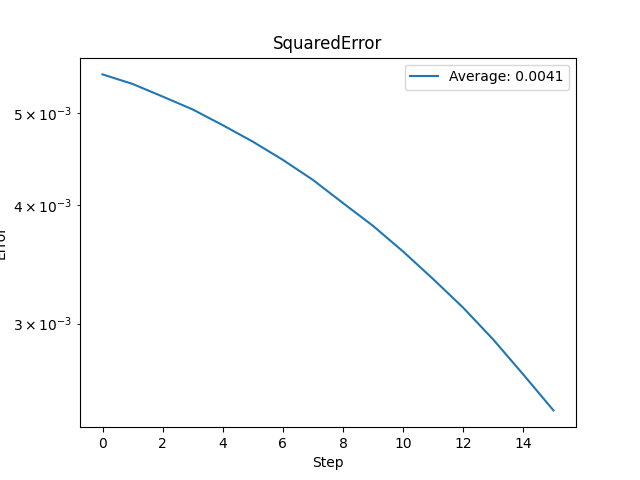 SquaredError
Average: 0.0041
5 × 10⁻³
4 × 10⁻³
3 × 10⁻³
Error
0 2 4 6 8 10 12 14
Step